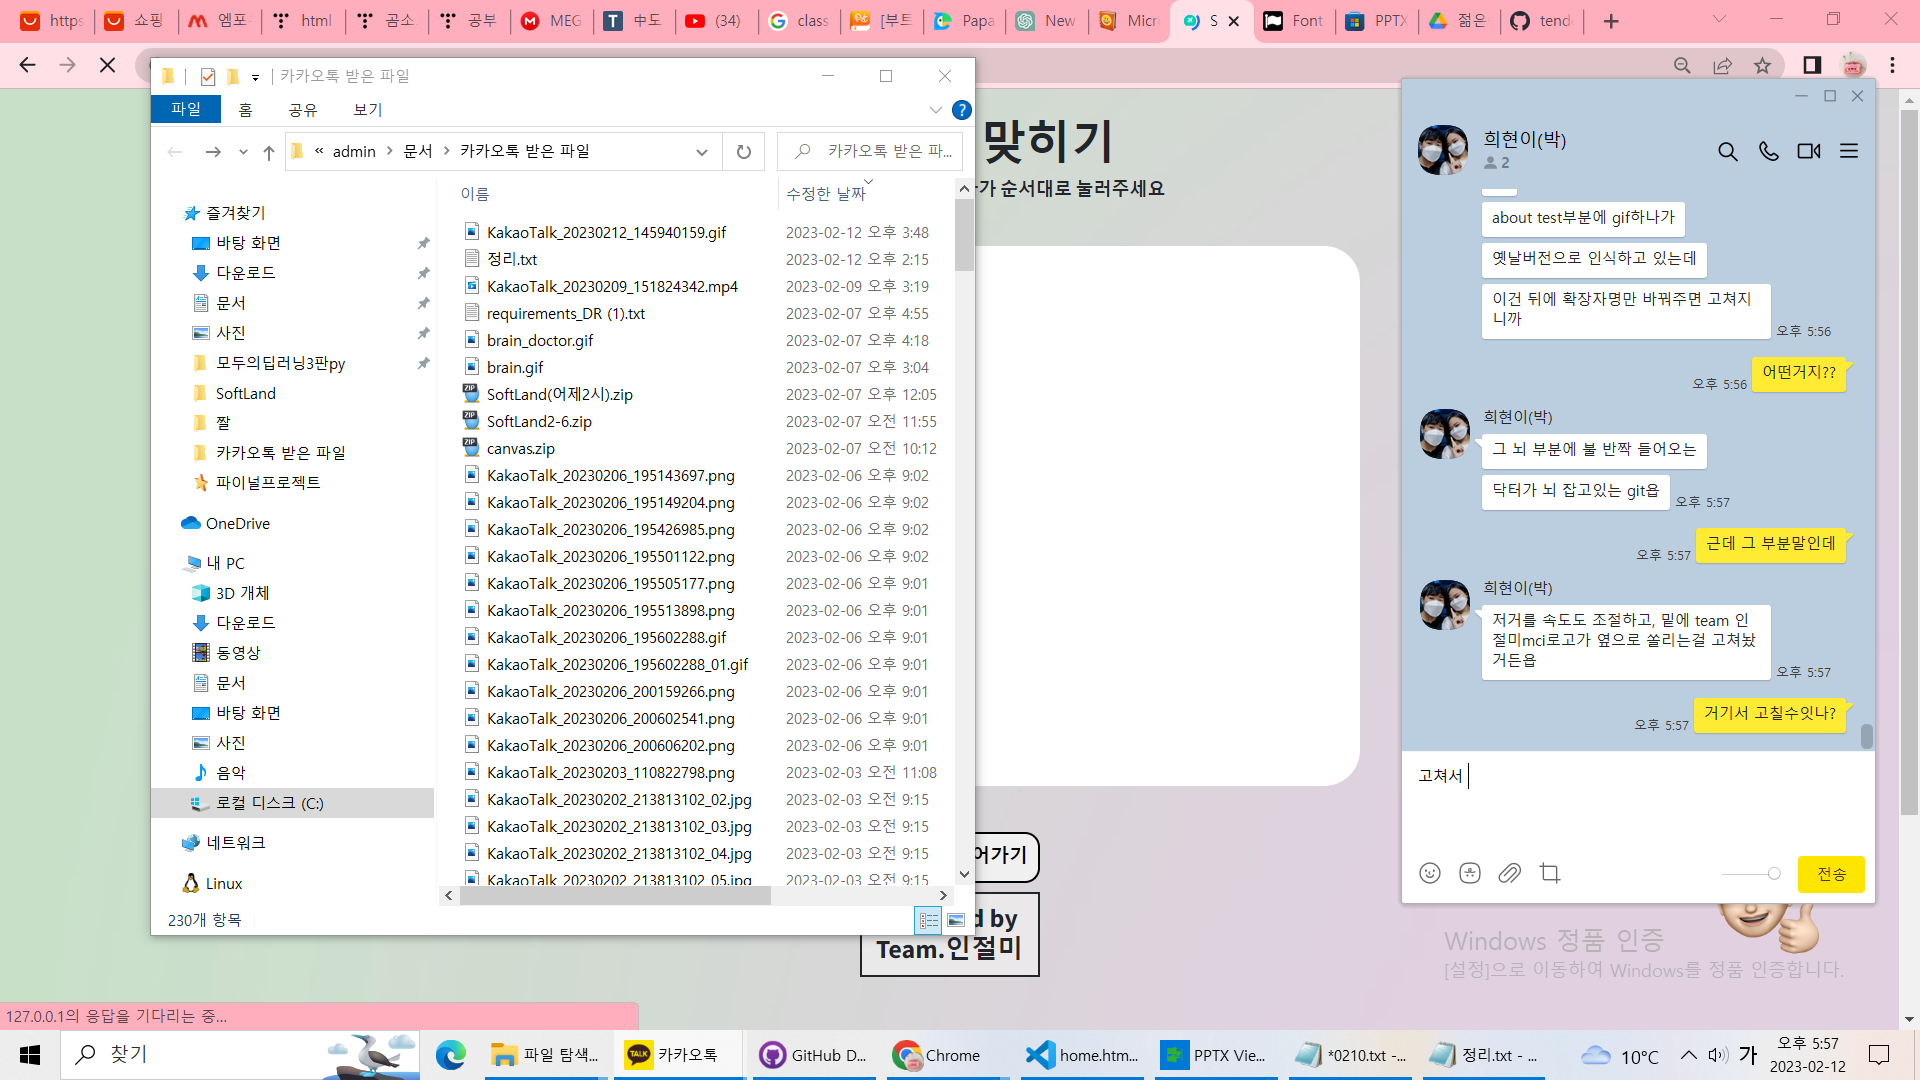 https
쇼핑
엠포
html
곰소
공부
MEG
中도
(34)
class
[부트
Papa
New
Micr
S
Font
PPTX
젊은
tend
카카오톡 받은 파일
파일
홈
공유
보기
« admin > 문서 > 카카오톡 받은 파일
카카오톡 받은 파...
이름
수정한 날짜
즐겨찾기
바탕 화면
다운로드
문서
사진
모두의딥러닝3판py
SoftLand
짤
카카오톡 받은 파일
파이널프로젝트
OneDrive
내 PC
3D 개체
다운로드
동영상
문서
바탕 화면
사진
음악
로컬 디스크 (C:)
네트워크
Linux
KakaoTalk_20230212_145940159.gif 2023-02-12 오후 3:48
정리.txt 2023-02-12 오후 2:15
KakaoTalk_20230209_151824342.mp4 2023-02-09 오후 3:19
requirements_DR (1).txt 2023-02-07 오후 4:55
brain_doctor.gif 2023-02-07 오후 4:18
brain.gif 2023-02-07 오후 3:04
SoftLand(어제2시).zip 2023-02-07 오후 12:05
SoftLand2-6.zip 2023-02-07 오전 11:55
canvas.zip 2023-02-07 오전 10:12
KakaoTalk_20230206_195143697.png 2023-02-06 오후 9:02
KakaoTalk_20230206_195149204.png 2023-02-06 오후 9:02
KakaoTalk_20230206_195426985.png 2023-02-06 오후 9:02
KakaoTalk_20230206_195501122.png 2023-02-06 오후 9:02
KakaoTalk_20230206_195505177.png 2023-02-06 오후 9:01
KakaoTalk_20230206_195513898.png 2023-02-06 오후 9:01
KakaoTalk_20230206_195602288.gif 2023-02-06 오후 9:01
KakaoTalk_20230206_195602288_01.gif 2023-02-06 오후 9:01
KakaoTalk_20230206_200159266.png 2023-02-06 오후 9:01
KakaoTalk_20230206_200602541.png 2023-02-06 오후 9:01
KakaoTalk_20230206_200606202.png 2023-02-06 오후 9:01
KakaoTalk_20230203_110822798.png 2023-02-03 오전 11:08
KakaoTalk_20230202_213813102_02.jpg 2023-02-03 오전 9:15
KakaoTalk_20230202_213813102_03.jpg 2023-02-03 오전 9:15
KakaoTalk_20230202_213813102_04.jpg 2023-02-03 오전 9:15
KakaoTalk_20230202_213813102_05.jpg 2023-02-03 오전 9:15
230개 항목
맞히기
가 순서대로 눌러주세요
어가기
d by
Team.인절미
희현이(박)
2
about test부분에 gif하나가
옛날버전으로 인식하고 있는데
이건 뒤에 확장자명만 바꿔주면 고쳐지
니까
오후 5:56
어떤거지??
오후 5:56
희현이(박)
그 뇌 부분에 불 반짝 들어오는
닥터가 뇌 잡고있는 git욥
오후 5:57
근데 그 부분말인데
오후 5:57
희현이(박)
저거를 속도도 조절하고, 밑에 team 인
절미mci로고가 옆으로 쏠리는걸 고쳐놨
거든욥
오후 5:57
거기서 고칠수잇나?
오후 5:57
고쳐서
전송
Windows 정품 인증
[설정]으로 이동하여 Windows를 정품 인증합니다.
127.0.0.1의 응답을 기다리는 중...
찾기
파일 탐색...
TALK
카카오톡
GitHub D...
Chrome
home.htm...
PPTX Vie...
*0210.txt -...
정리.txt - ...
10°C
가
오후 5:57
2023-02-12